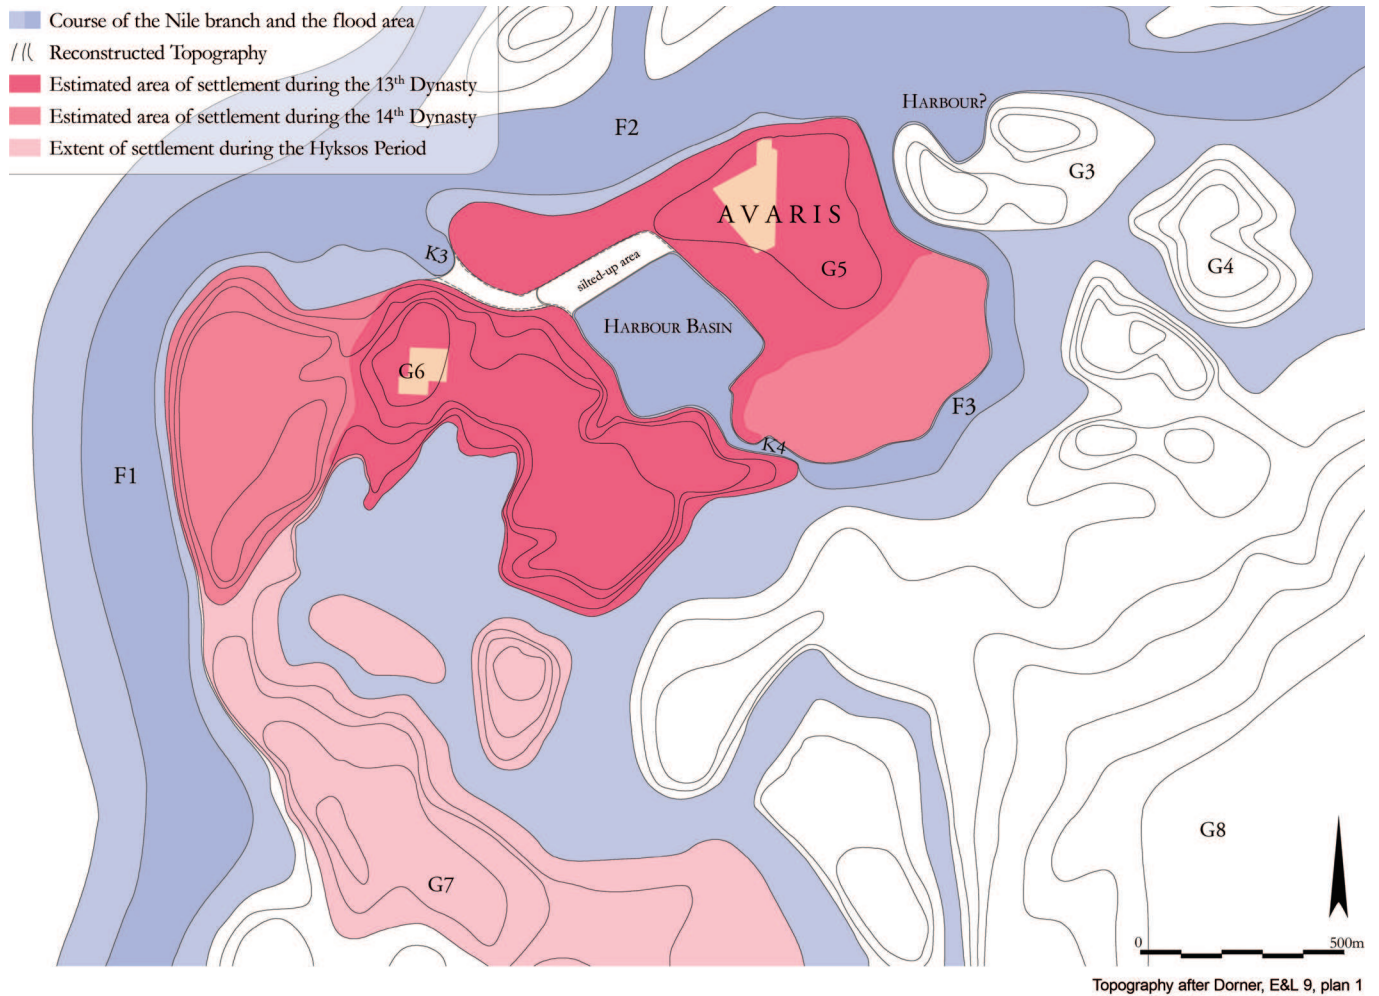 Course of the Nile branch and the flood area
Reconstructed Topography
Estimated area of settlement during the 13th Dynasty
Estimated area of settlement during the 14th Dynasty
Extent of settlement during the Hyksos Period
HARBOUR?
F2
G3
AVARIS
K3
G5
G4
silted-up area
HARBOUR BASIN
G6
F3
K4
F1
G8
G7
0
500m
Topography after Dorner, E&L 9, plan 1